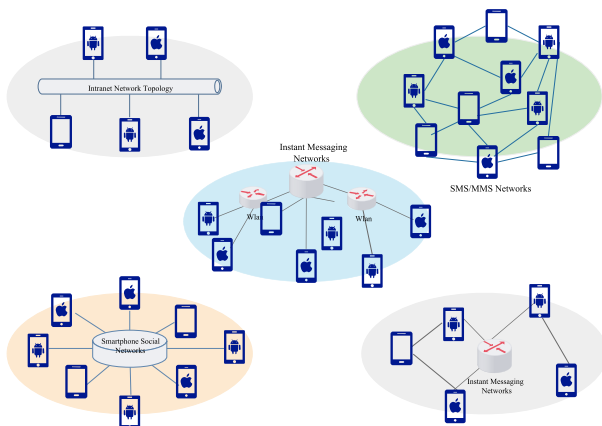 Intranet Network Topology
SMS/MMS Networks
Instant Messaging
Networks
Wlan
Wlan
Smartphone Social
Networks
Instant Messaging
Networks